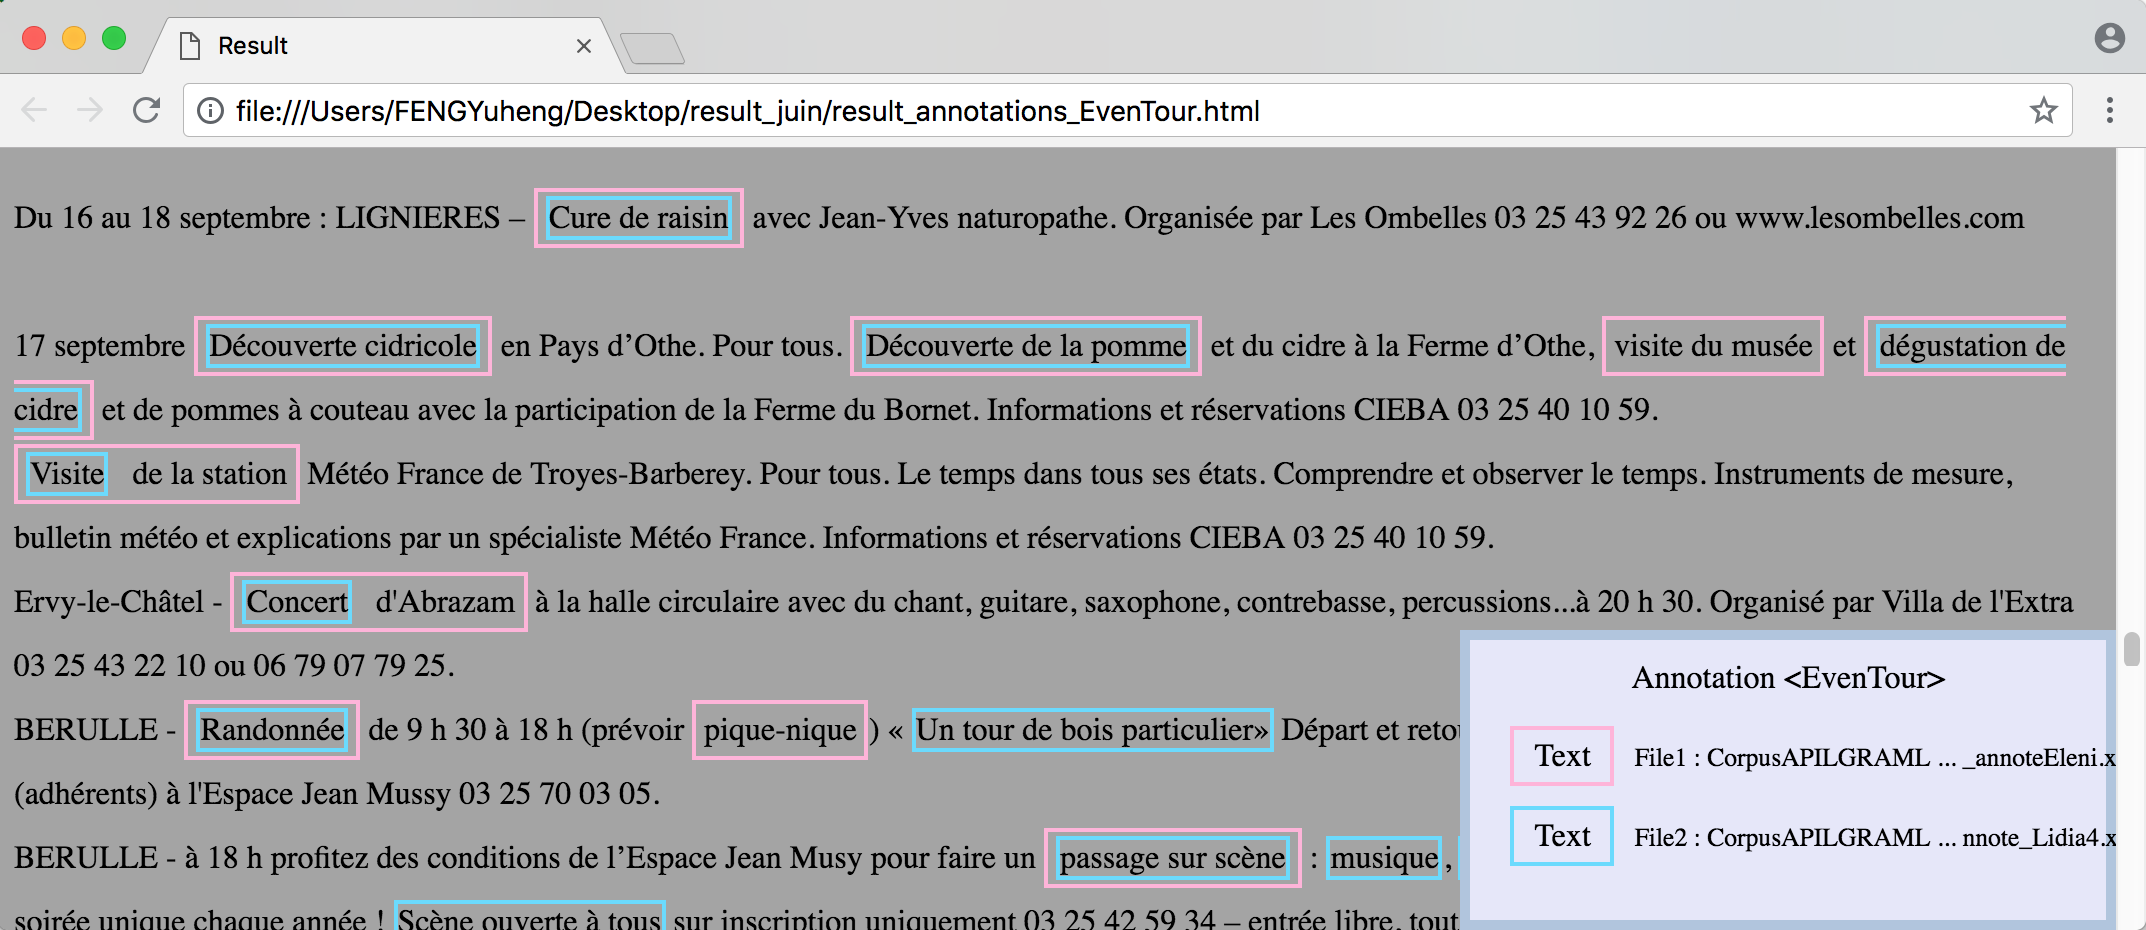 Result
file:///Users/FENGYuheng/Desktop/result_juin/result_annotations_EvenTour.html
Du 16 au 18 septembre : LIGNIERES – Cure de raisin avec Jean-Yves naturopathe. Organisée par Les Ombelles 03 25 43 92 26 ou www.lesombelles.com
17 septembre Découverte cidricole en Pays d’Othe. Pour tous. Découverte de la pomme et du cidre à la Ferme d’Othe, visite du musée et dégustation de
cidre et de pommes à couteau avec la participation de la Ferme du Bornet. Informations et réservations CIEBA 03 25 40 10 59.
Visite de la station Météo France de Troyes-Barberey. Pour tous. Le temps dans tous ses états. Comprendre et observer le temps. Instruments de mesure,
bulletin météo et explications par un spécialiste Météo France. Informations et réservations CIEBA 03 25 40 10 59.
Ervy-le-Châtel - Concert d'Abrazam à la halle circulaire avec du chant, guitare, saxophone, contrebasse, percussions...à 20 h 30. Organisé par Villa de l'Extra
03 25 43 22 10 ou 06 79 07 79 25.
BERULLE - Randonnée de 9 h 30 à 18 h (prévoir pique-nique ) « Un tour de bois particulier» Départ et
(adhérents) à l'Espace Jean Mussy 03 25 70 03 05.
BERULLE - à 18 h profitez des conditions de l’Espace Jean Musy pour faire un passage sur scène : musique ,
soirée unique chaque année ! Scène ouverte à tous sur inscription uniquement 03 25 42 59 34 – entrée libre, tout
Annotation <EvenTour>
Text File1 : CorpusAPILGRAML ... _annoteEleni.x
Text File2 : CorpusAPILGRAML ... nnote_Lidia4.x